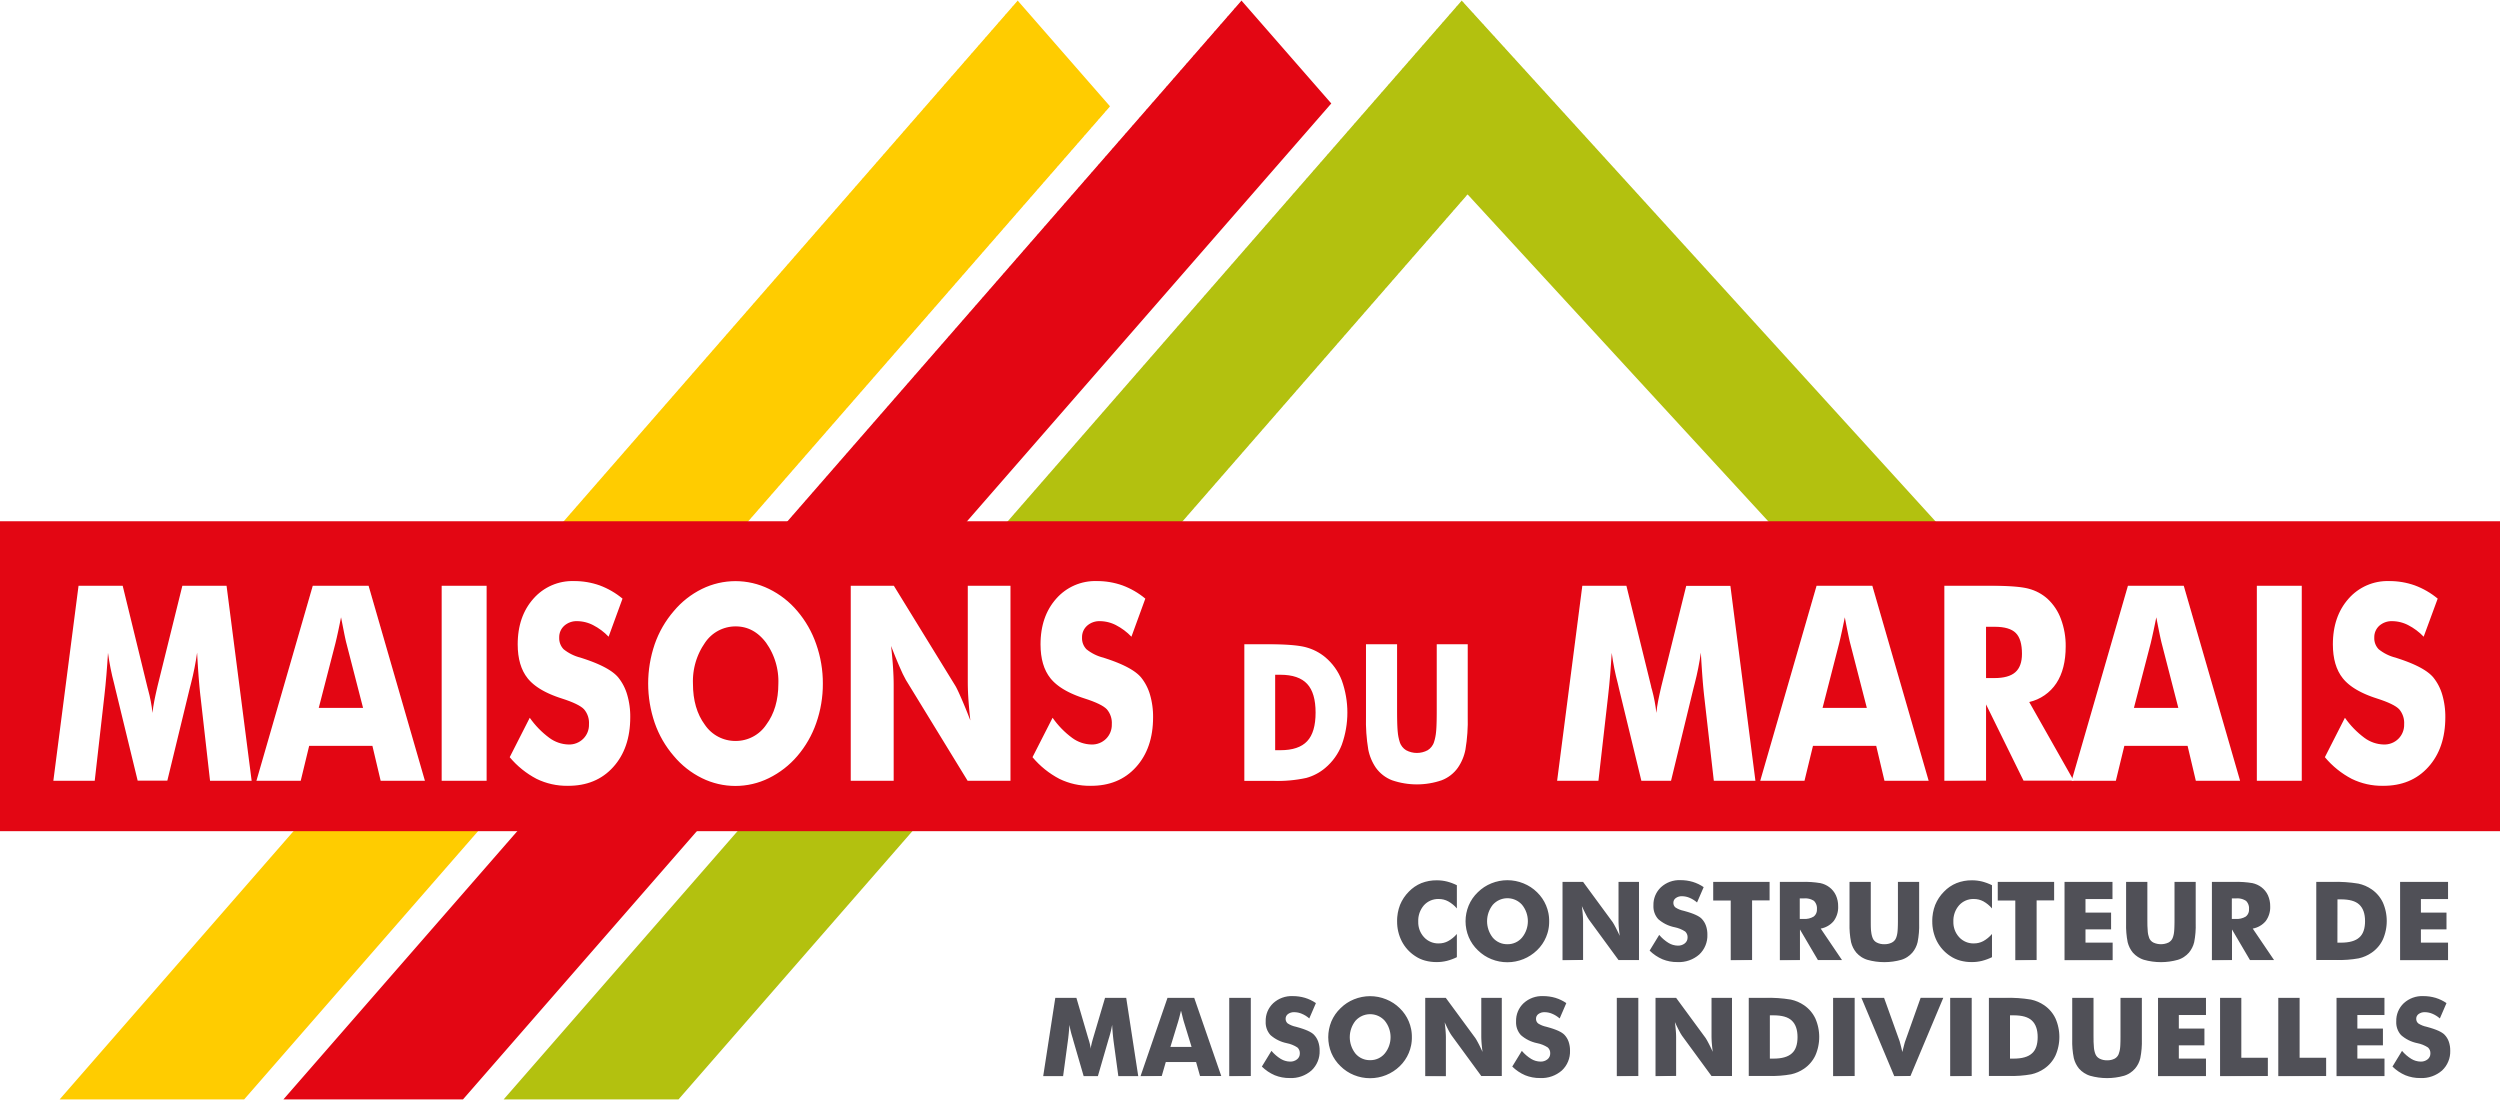 MAISONS DU MARAIS
CONSTRUCTEUR DE
MAISONS INDIVIDUELLES